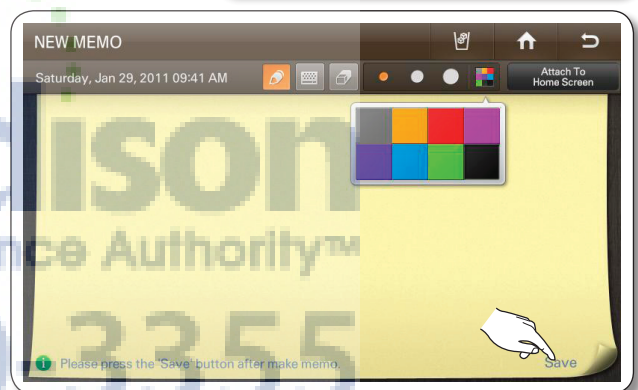 NEW MEMO
Saturday, Jan 29, 2011 09:41 AM
Attach To
Home Screen
dison
nce Authority™
3355
Please press the 'Save' button after make memo.
Save